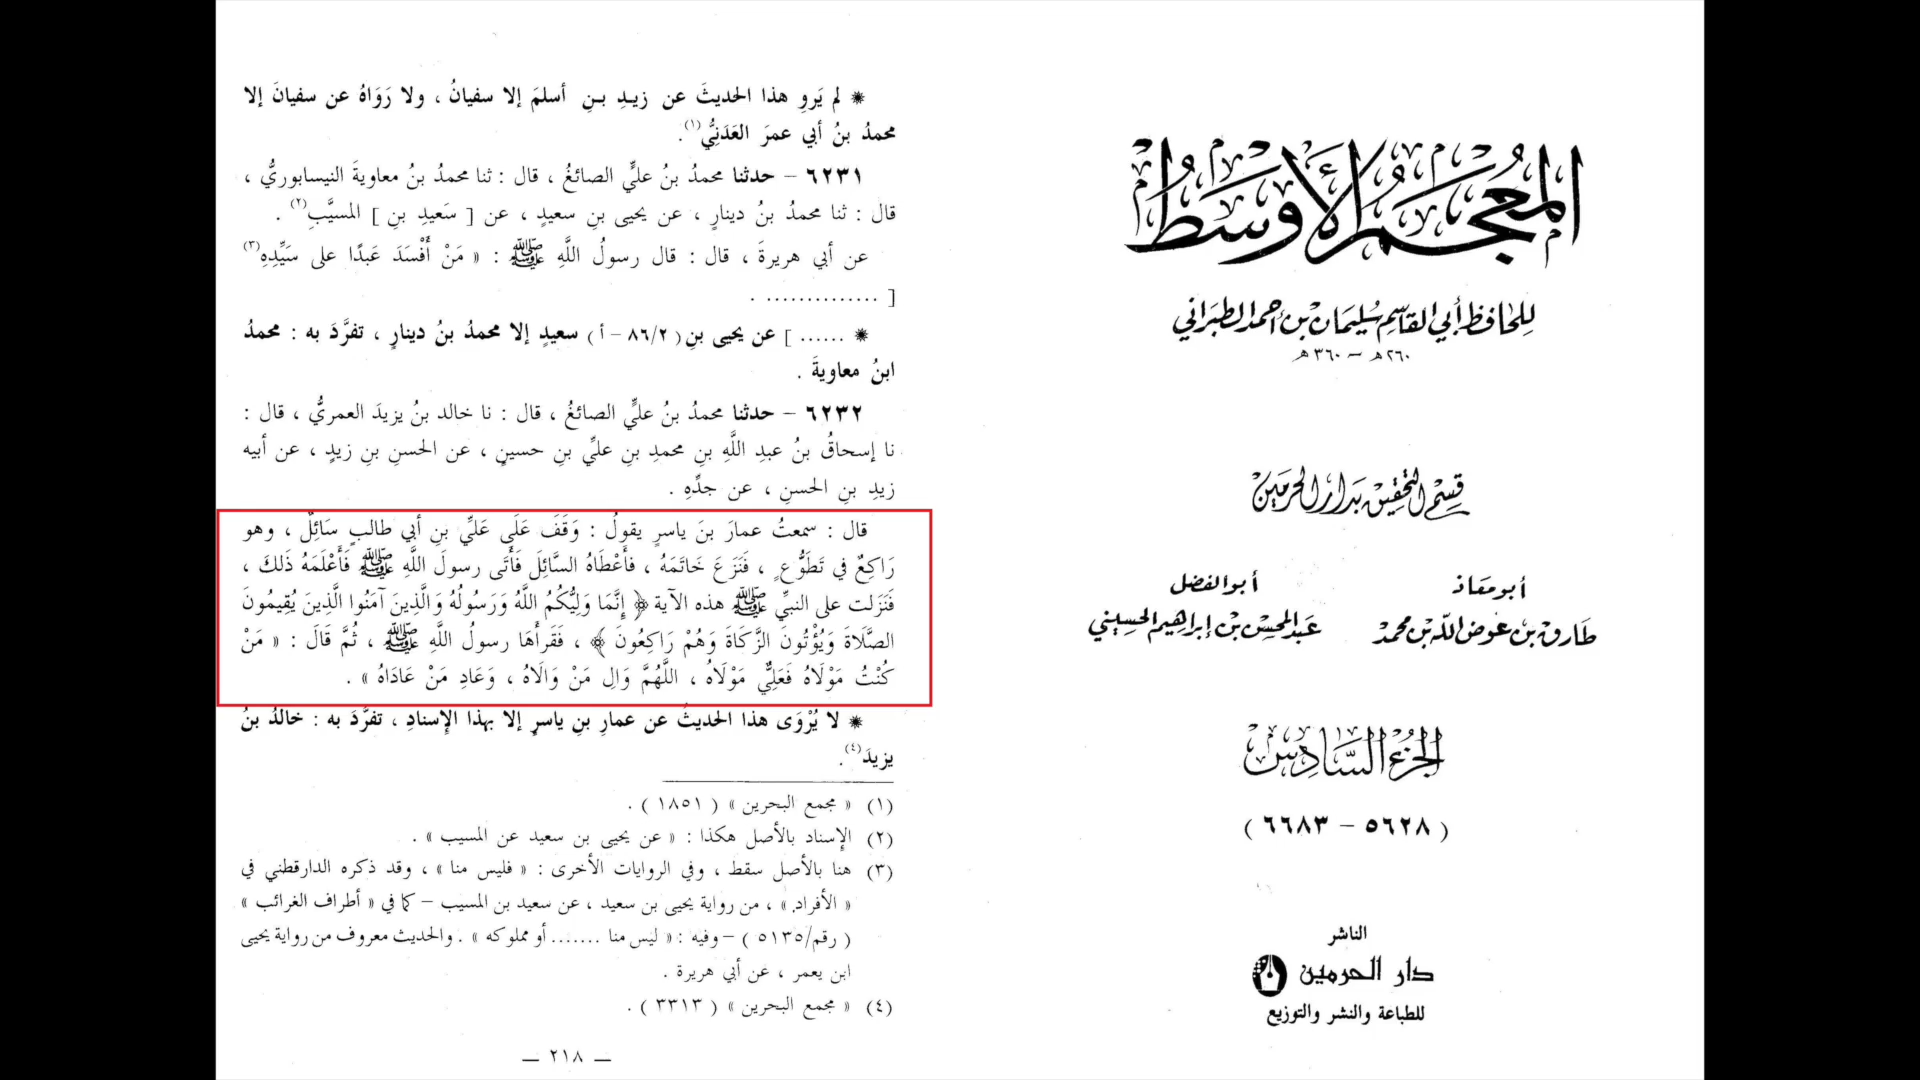 المعجم الأوسط
للحافظ أبي القاسم سليمان بن أحمد الطبراني
٢٦٠هـ ~ ٣٦٠هـ
قسم التحقيق بدار الحرمين
أبو معاذ
طارق بن عوض الله بن محمد
أبو الفضل
عبد المحسن بن إبراهيم الحسيني
الجزء السادس
( ٥٦٢٨ – ٦٦٨٣ )
الناشر
دار الحرمين
للطباعة والنشر والتوزيع
* لم يَروِ هذا الحديثَ عن زيـدِ بـنِ أسلمَ إلا سفيانُ ، ولا رَوَاهُ عن سفيانَ إلا
محمدُ بنُ أبي عمرَ العَدَنِيُّ(١).
٦٢٣١ – حدثنا محمدُ بنُ عليٍّ الصائغُ ، قال : ثنا محمدُ بنُ معاويةَ النيسابوريُّ ،
قال : ثنا محمدُ بنُ دينارٍ ، عن يحيى بنِ سعيدٍ ، عن [ سَعيدِ بنِ ] المسيَّبِ(٢) .
عن أبي هريرةَ ، قال : قال رسولُ اللَّهِ ﷺ : « مَنْ أَفْسَدَ عَبدًا على سَيِّدِهِ(٣)
[ .............. .
* ...... ] عن يحيى بنِ ( ٨٦/٢ – أ ) سعيدٍ إلا محمدُ بنُ دينارٍ ، تفرَّدَ به : محمدُ
ابنُ معاويةَ .
٦٢٣٢ – حدثنا محمدُ بنُ عليٍّ الصائغُ ، قال : نا خالد بنُ يزيدَ العمريُّ ، قال :
نا إسحاقُ بنُ عبدِ اللَّهِ بنِ محمدِ بنِ عليِّ بنِ حسينٍ ، عن الحسنِ بنِ زيدٍ ، عن أبيه
زيدِ بنِ الحسنِ ، عن جدِّهِ .
قال : سمعتُ عمارَ بنَ ياسرٍ يقولُ : وَقَفَ عَلَى عَلِيِّ بنِ أبي طالبٍ سَائِلٌ ، وهو
رَاكِعٌ في تَطَوُّعٍ ، فَنَزَعَ خَاتَمَهُ ، فأَعْطَاهُ السَّائِلَ فَأَتَى رسولَ اللَّهِ ﷺ فَأَعْلَمَهُ ذَلكَ ،
فَنَزَلت على النبيِّ ﷺ هذه الآية ﴿ إِنَّمَا وَلِيُّكُمُ اللَّهُ وَرَسُولُهُ وَالَّذِينَ آمَنُوا الَّذِينَ يُقِيمُونَ
الصَّلَاةَ وَيُؤْتُونَ الزَّكَاةَ وَهُمْ رَاكِعُونَ ﴾ ، فَقَرأَهَا رسولُ اللَّهِ ﷺ ، ثُمَّ قَالَ : « مَنْ
كُنْتُ مَوْلَاهُ فَعَلِيٌّ مَوْلَاهُ ، اللَّهُمَّ وَالِ مَنْ وَالَاهُ ، وَعَادِ مَنْ عَادَاهُ » .
* لا يُرْوَى هذا الحديثُ عن عمارِ بنِ ياسرٍ إلا بهذا الإِسنادِ ، تفرَّدَ به : خالدُ بنُ
يزيدَ(٤).
(١) « مجمع البحرين » ( ١٨٥١ ) .
(٢) الإسناد بالأصل هكذا : « عن يحيى بن سعيد عن المسيب » .
(٣) هنا بالأصل سقط ، وفي الروايات الأخرى : « فليس منا » ، وقد ذكره الدارقطني في
« الأفراد » ، من رواية يحيى بن سعيد ، عن سعيد بن المسيب – كما في « أطراف الغرائب »
( رقم/٥١٣٥ ) – وفيه : « ليس منا ....... أو مملوكه » . والحديث معروف من رواية يحيى
ابن يعمر ، عن أبي هريرة .
(٤) « مجمع البحرين » ( ٣٣١٣ ) .
— ٢١٨ —